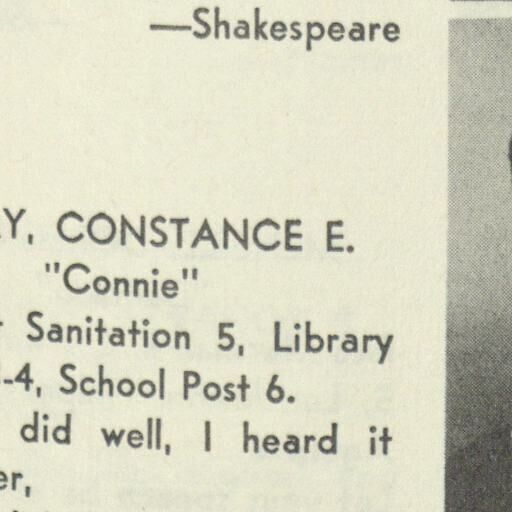 —Shakespeare
Y, CONSTANCE E.
"Connie"
Sanitation 5, Library
-4, School Post 6.
did well, I heard it
er,